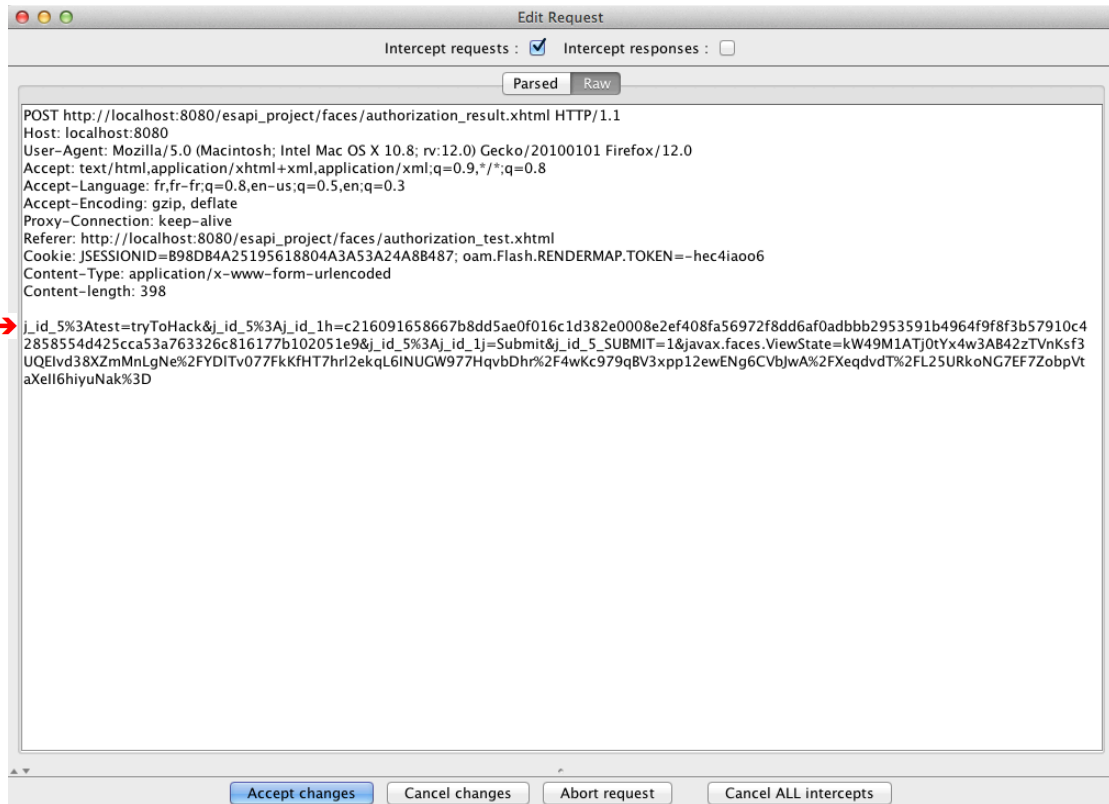 Edit Request
Intercept requests : Intercept responses :
Parsed Raw
POST http://localhost:8080/esapi_project/faces/authorization_result.xhtml HTTP/1.1
Host: localhost:8080
User-Agent: Mozilla/5.0 (Macintosh; Intel Mac OS X 10.8; rv:12.0) Gecko/20100101 Firefox/12.0
Accept: text/html,application/xhtml+xml,application/xml;q=0.9,*/*;q=0.8
Accept-Language: fr,fr-fr;q=0.8,en-us;q=0.5,en;q=0.3
Accept-Encoding: gzip, deflate
Proxy-Connection: keep-alive
Referer: http://localhost:8080/esapi_project/faces/authorization_test.xhtml
Cookie: JSESSIONID=B98DB4A25195618804A3A53A24A8B487; oam.Flash.RENDERMAP.TOKEN=-hec4iaoo6
Content-Type: application/x-www-form-urlencoded
Content-length: 398
j_id_5%3Atest=tryToHack&j_id_5%3Aj_id_1h=c216091658667b8dd5ae0f016c1d382e0008e2ef408fa56972f8dd6af0adbbb2953591b4964f9f8f3b57910c4
2858554d425cca53a763326c816177b102051e9&j_id_5%3Aj_id_1j=Submit&j_id_5_SUBMIT=1&javax.faces.ViewState=kW49M1ATj0tYx4w3AB42zTVnKsf3
UQEIvd38XZmMnLgNe%2FYDITv077FkKfHT7hrl2ekqL6INUGW977HqvbDhr%2F4wKc979qBV3xpp12ewENg6CVbJwA%2FXeqdvdT%2FL25URkoNG7EF7ZobpVt
aXeII6hiyuNak%3D
Accept changes Cancel changes Abort request Cancel ALL intercepts